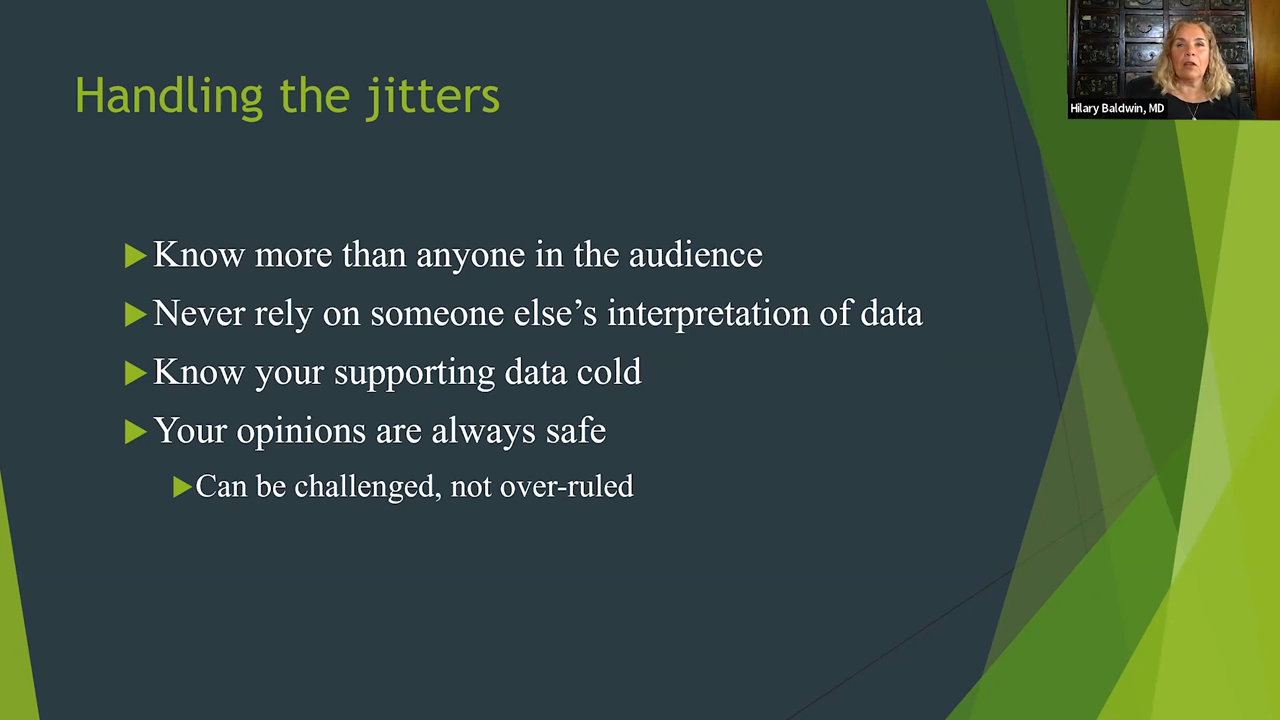 Handling the jitters
Hilary Baldwin, MD
Know more than anyone in the audience
Never rely on someone else’s interpretation of data
Know your supporting data cold
Your opinions are always safe
Can be challenged, not over-ruled